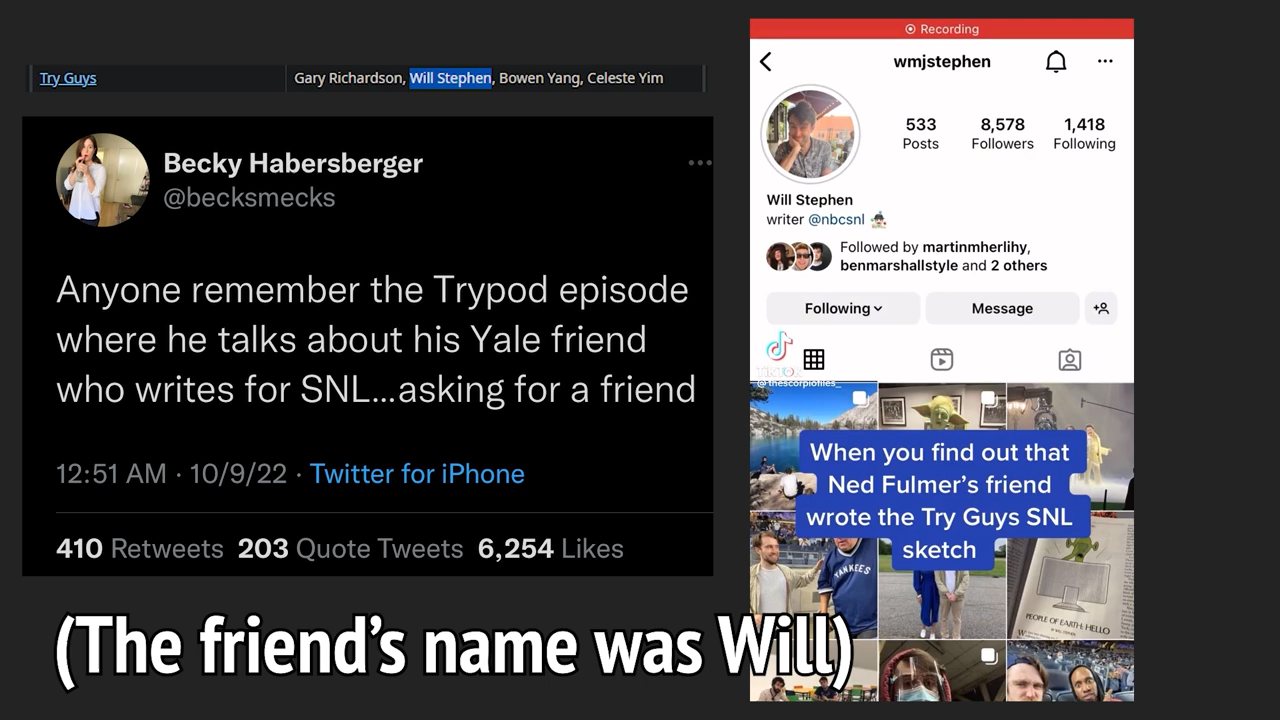 Try Guys
Gary Richardson, Will Stephen, Bowen Yang, Celeste Yim
Becky Habersberger
@becksmecks
Anyone remember the Trypod episode
where he talks about his Yale friend
who writes for SNL...asking for a friend
12:51 AM · 10/9/22 · Twitter for iPhone
410 Retweets 203 Quote Tweets 6,254 Likes
Recording
wmjstephen
533 8,578 1,418
Posts Followers Following
Will Stephen
writer @nbcsnl
Followed by martinmherlihy,
benmarshallstyle and 2 others
Following Message
TikTok
@thescorpiofiles_
When you find out that
Ned Fulmer's friend
wrote the Try Guys SNL
sketch
YANKEES
PEOPLE OF EARTH: HELLO
(The friend's name was Will)